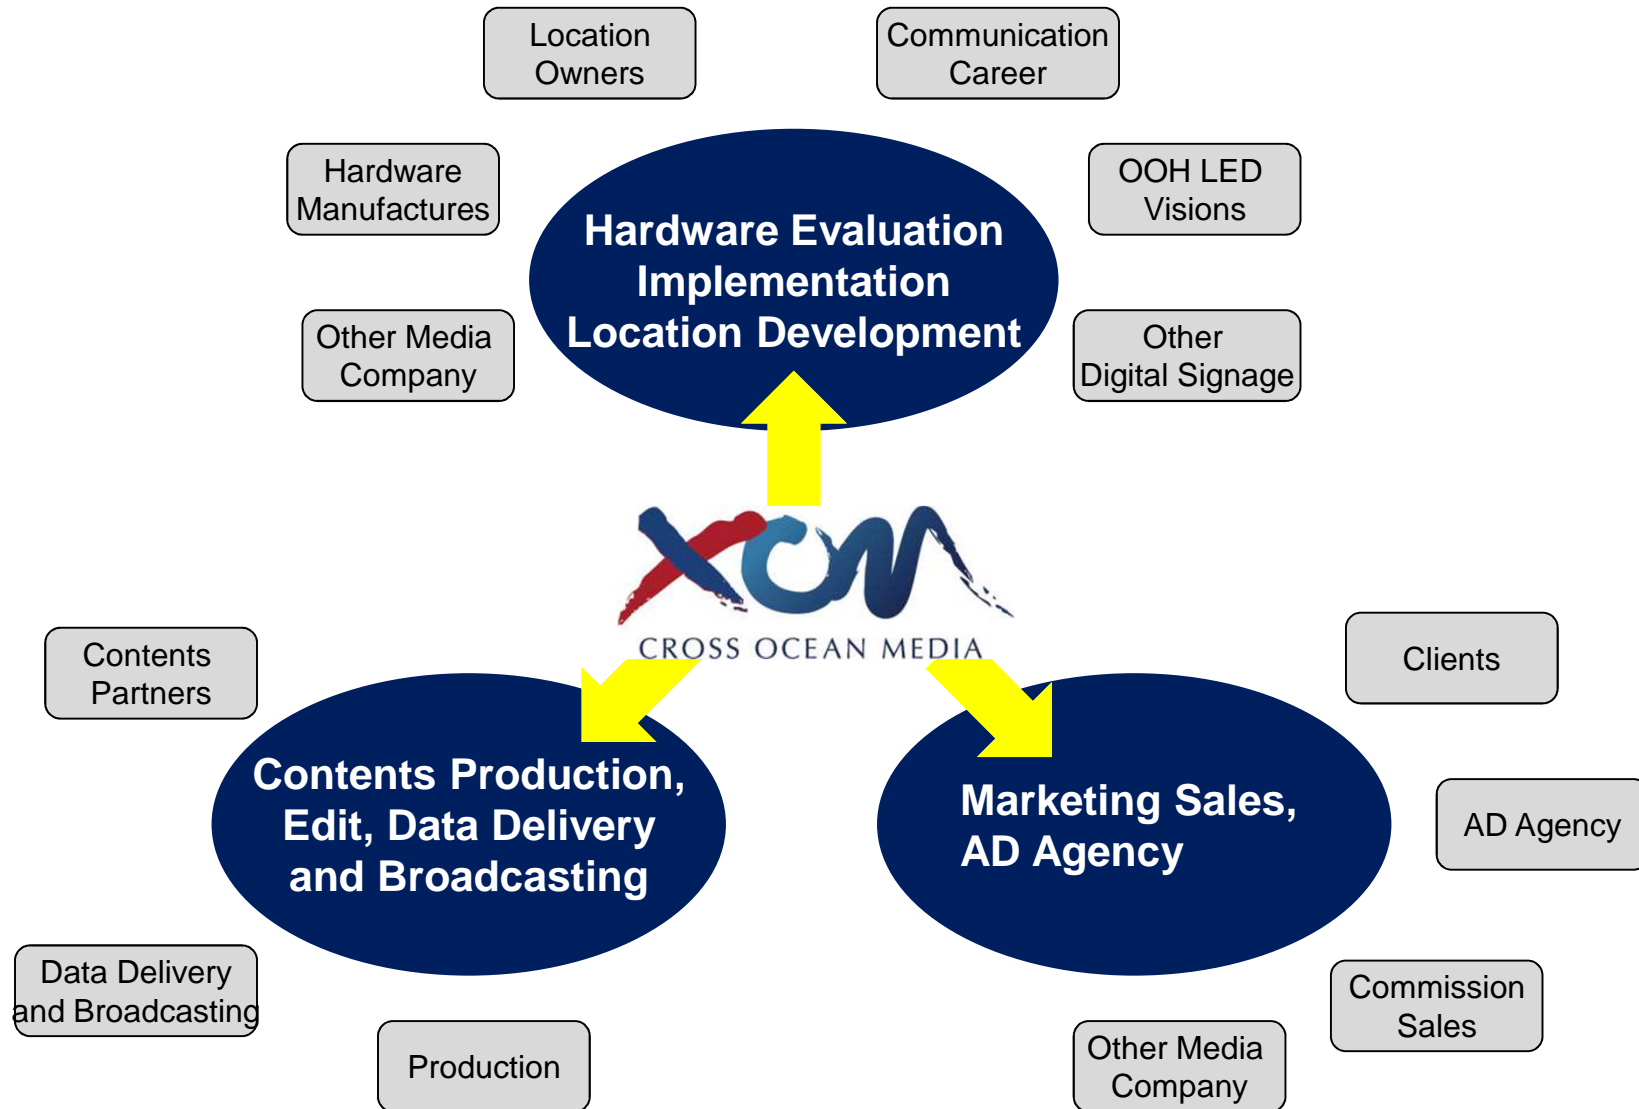 Location
Owners
Communication
Career
Hardware
Manufactures
OOH LED
Visions
Hardware Evaluation
Implementation
Location Development
Other Media
Company
Other
Digital Signage
XCM
CROSS OCEAN MEDIA
Contents
Partners
Clients
Contents Production,
Edit, Data Delivery
and Broadcasting
Marketing Sales,
AD Agency
AD Agency
Data Delivery
and Broadcasting
Commission
Sales
Production
Other Media
Company